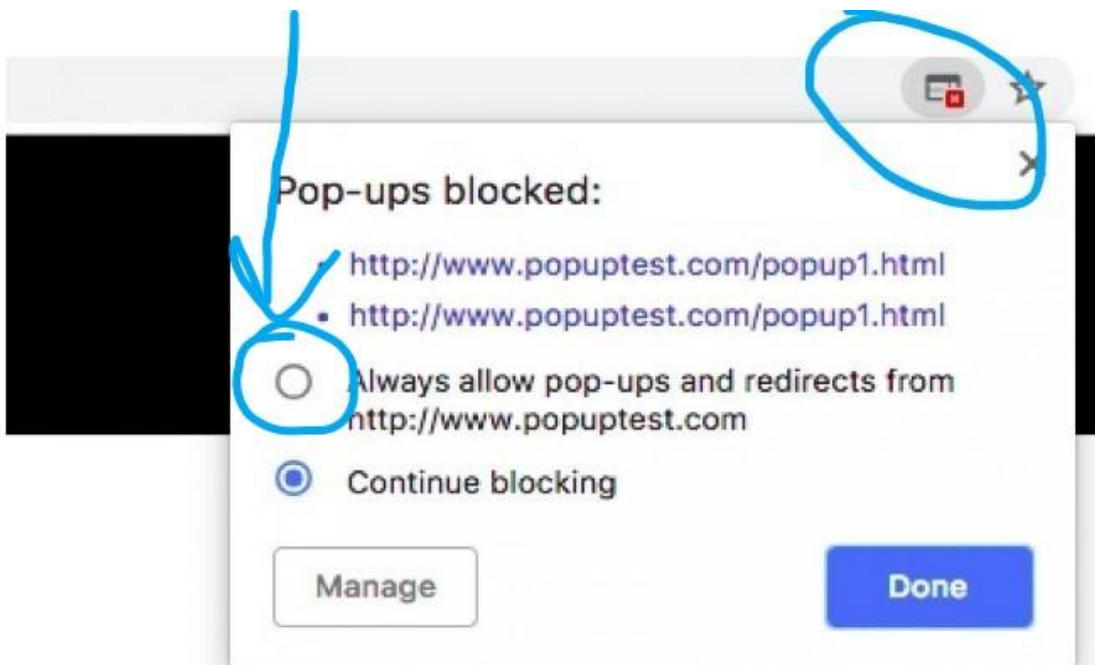 Pop-ups blocked:
• http://www.popuptest.com/popup1.html
• http://www.popuptest.com/popup1.html
Always allow pop-ups and redirects from
http://www.popuptest.com
Continue blocking
Manage
Done